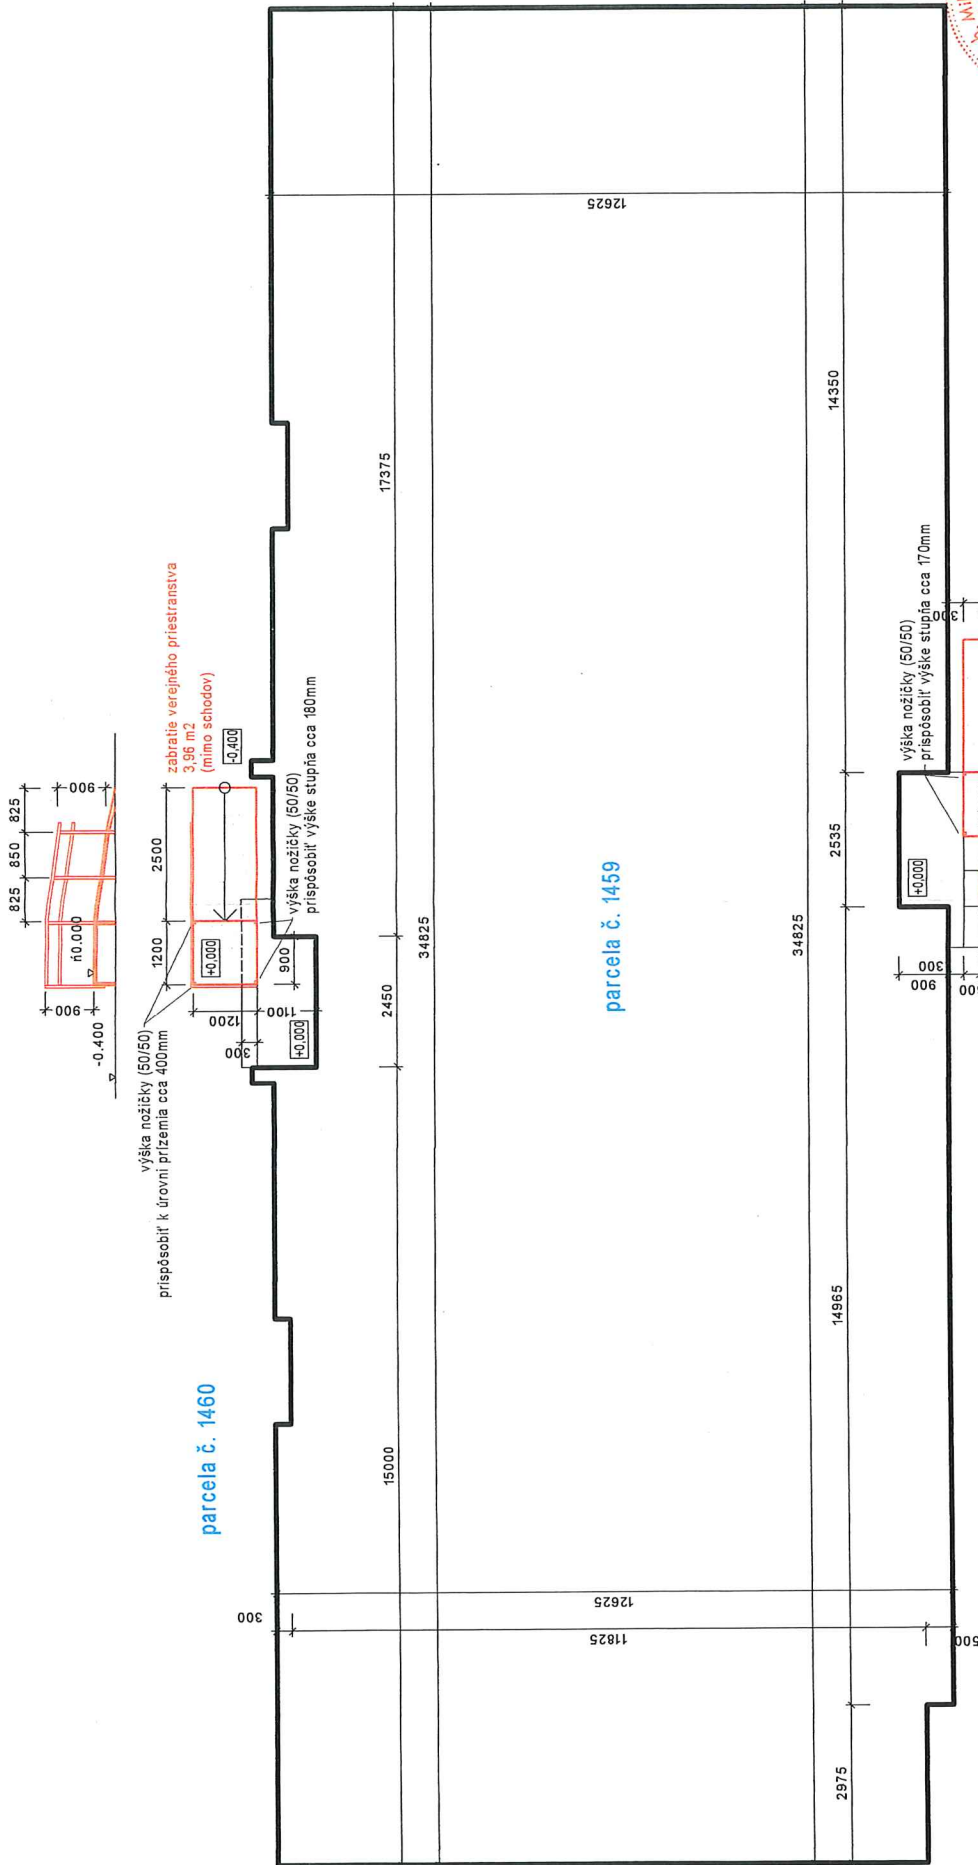 825
850
825
900
900
ń0.000
-0.400
zabratie verejného priestranstva
3,96 m2
(mimo schodov)
2500
1200
-0,400
+0,000
1200
1100
300
900
+0,000
výška nožičky (50/50)
prispôsobiť k úrovni prízemia cca 400mm
výška nožičky (50/50)
prispôsobiť výške stupňa cca 180mm
parcela č. 1460
17375
2450
15000
34825
12625
parcela č. 1459
34825
14350
2535
14965
2975
12625
11825
300
výška nožičky (50/50)
prispôsobiť výške stupňa cca 170mm
300
+0,000
900
300